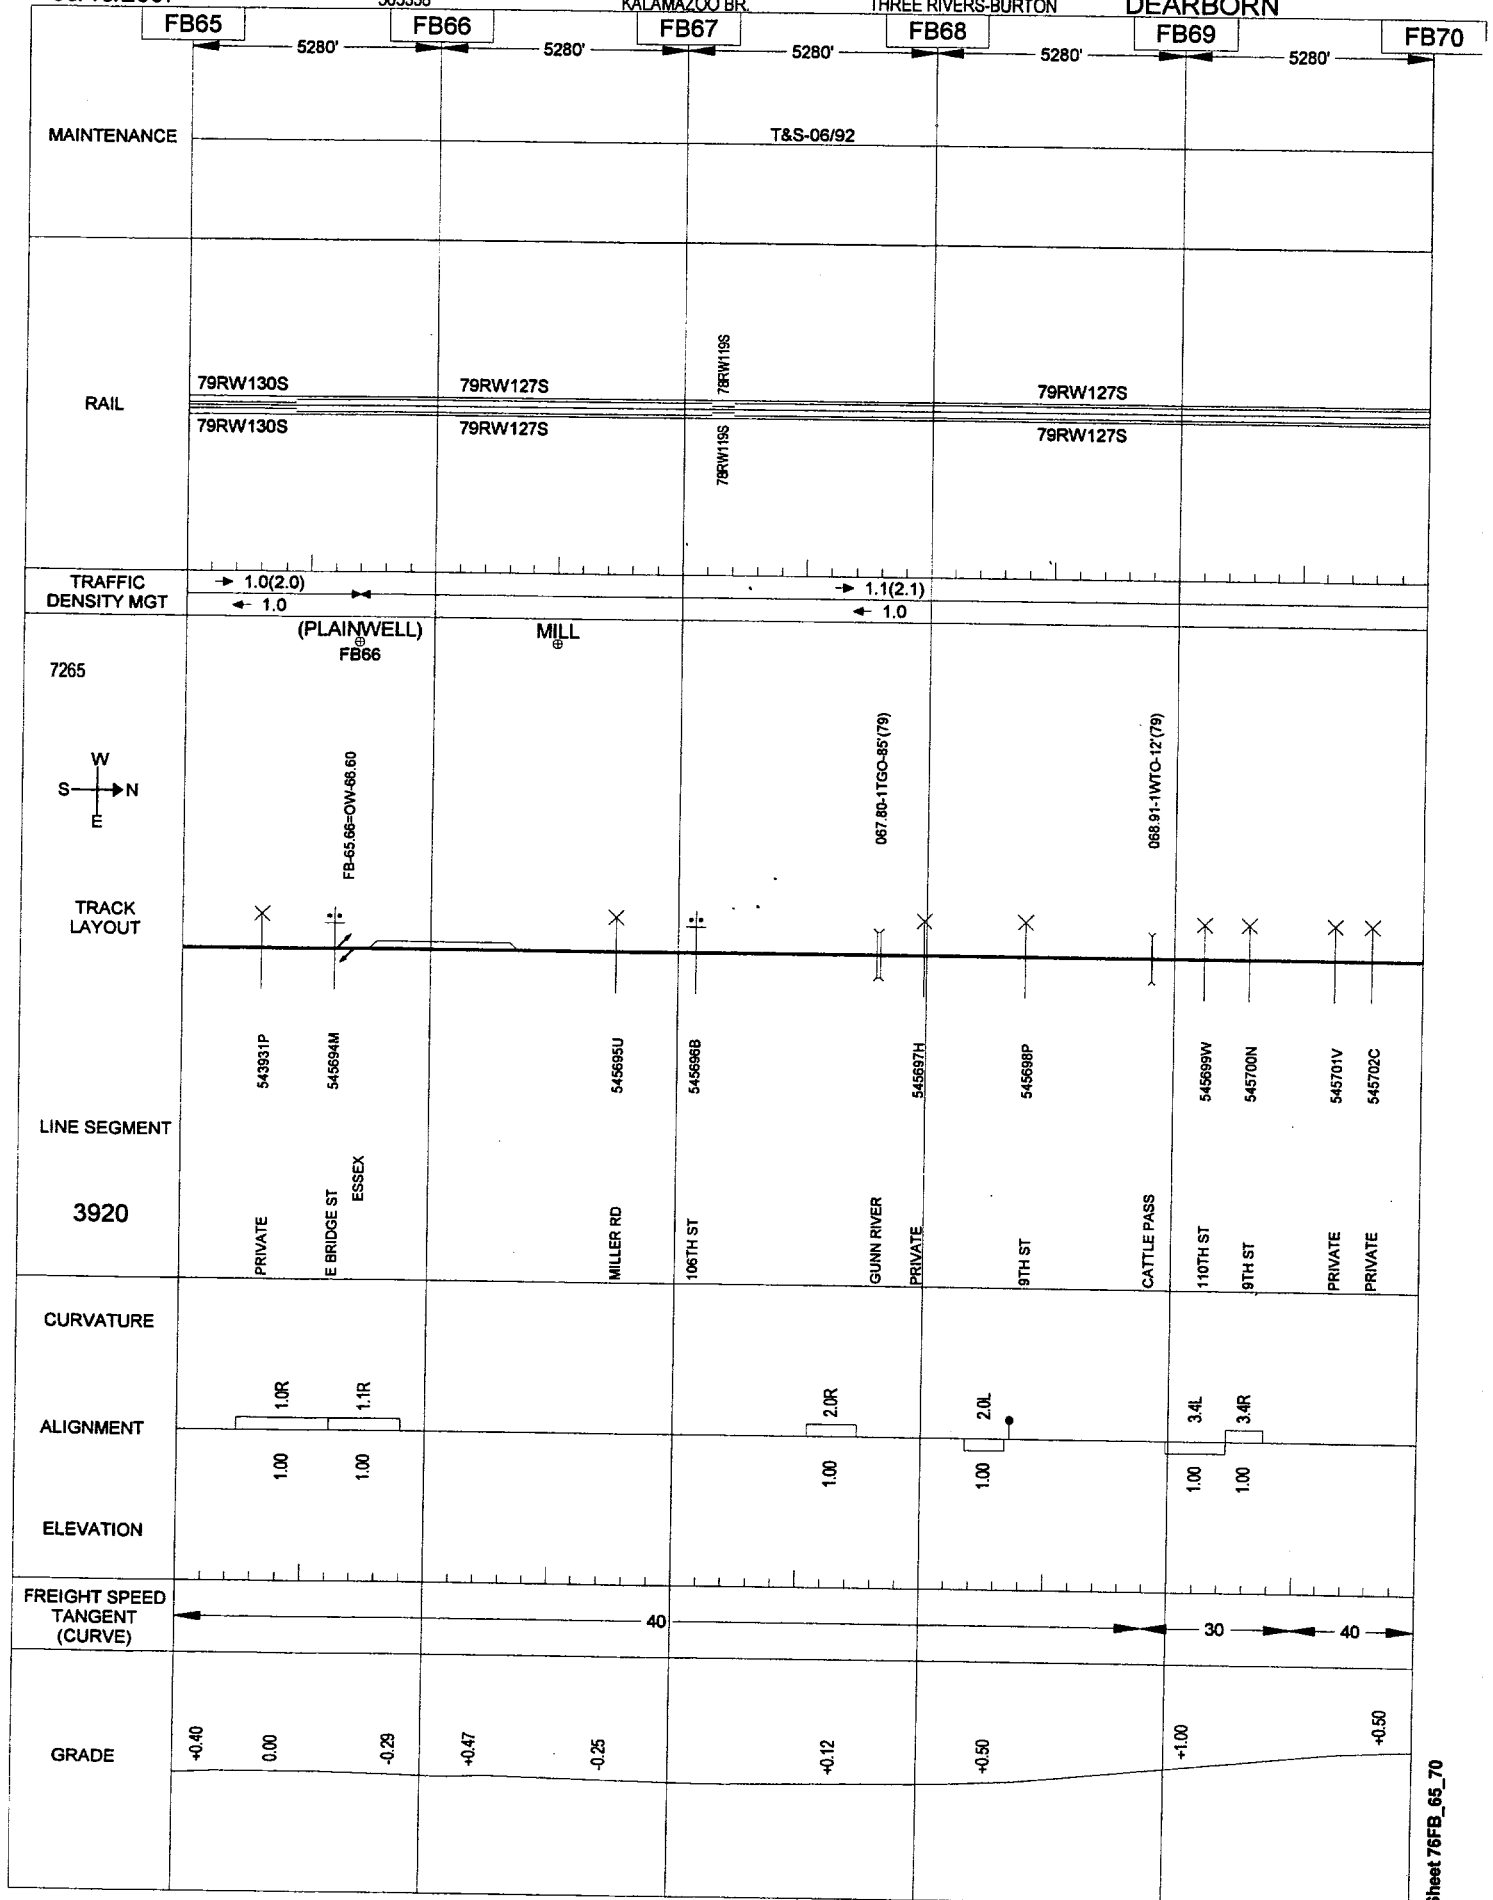 KALAMAZOO BR. THREE RIVERS-BURTON DEARBORN
FB65 FB66 FB67 FB68 FB69 FB70
5280' 5280' 5280' 5280' 5280'
MAINTENANCE T&S-06/92
78RW119S
79RW130S 79RW127S 79RW127S
RAIL
79RW130S 79RW127S 79RW127S
78RW119S
TRAFFIC
DENSITY MGT
1.0(2.0) 1.1(2.1)
1.0 1.0
(PLAINWELL) MILL
FB66
7265
W
S N
E
FB-65.66=OW-66.60
067.80-1TGO-85'(79)
068.91-1WTO-12'(79)
TRACK
LAYOUT
543931P
545694M
545695U
545696B
545697H
545698P
545699W
545700N
545701V
545702C
LINE SEGMENT
3920
PRIVATE
E BRIDGE ST
ESSEX
MILLER RD
106TH ST
GUNN RIVER
PRIVATE
9TH ST
CATTLE PASS
110TH ST
9TH ST
PRIVATE
PRIVATE
CURVATURE
1.0R 1.1R 2.0R 2.0L 3.4L 3.4R
ALIGNMENT
1.00 1.00 1.00 1.00 1.00 1.00
ELEVATION
FREIGHT SPEED
TANGENT
(CURVE)
40 30 40
GRADE
+0.40 0.00 -0.29 +0.47 -0.25 +0.12 +0.50 +1.00 +0.50
Sheet 76FB_65_70